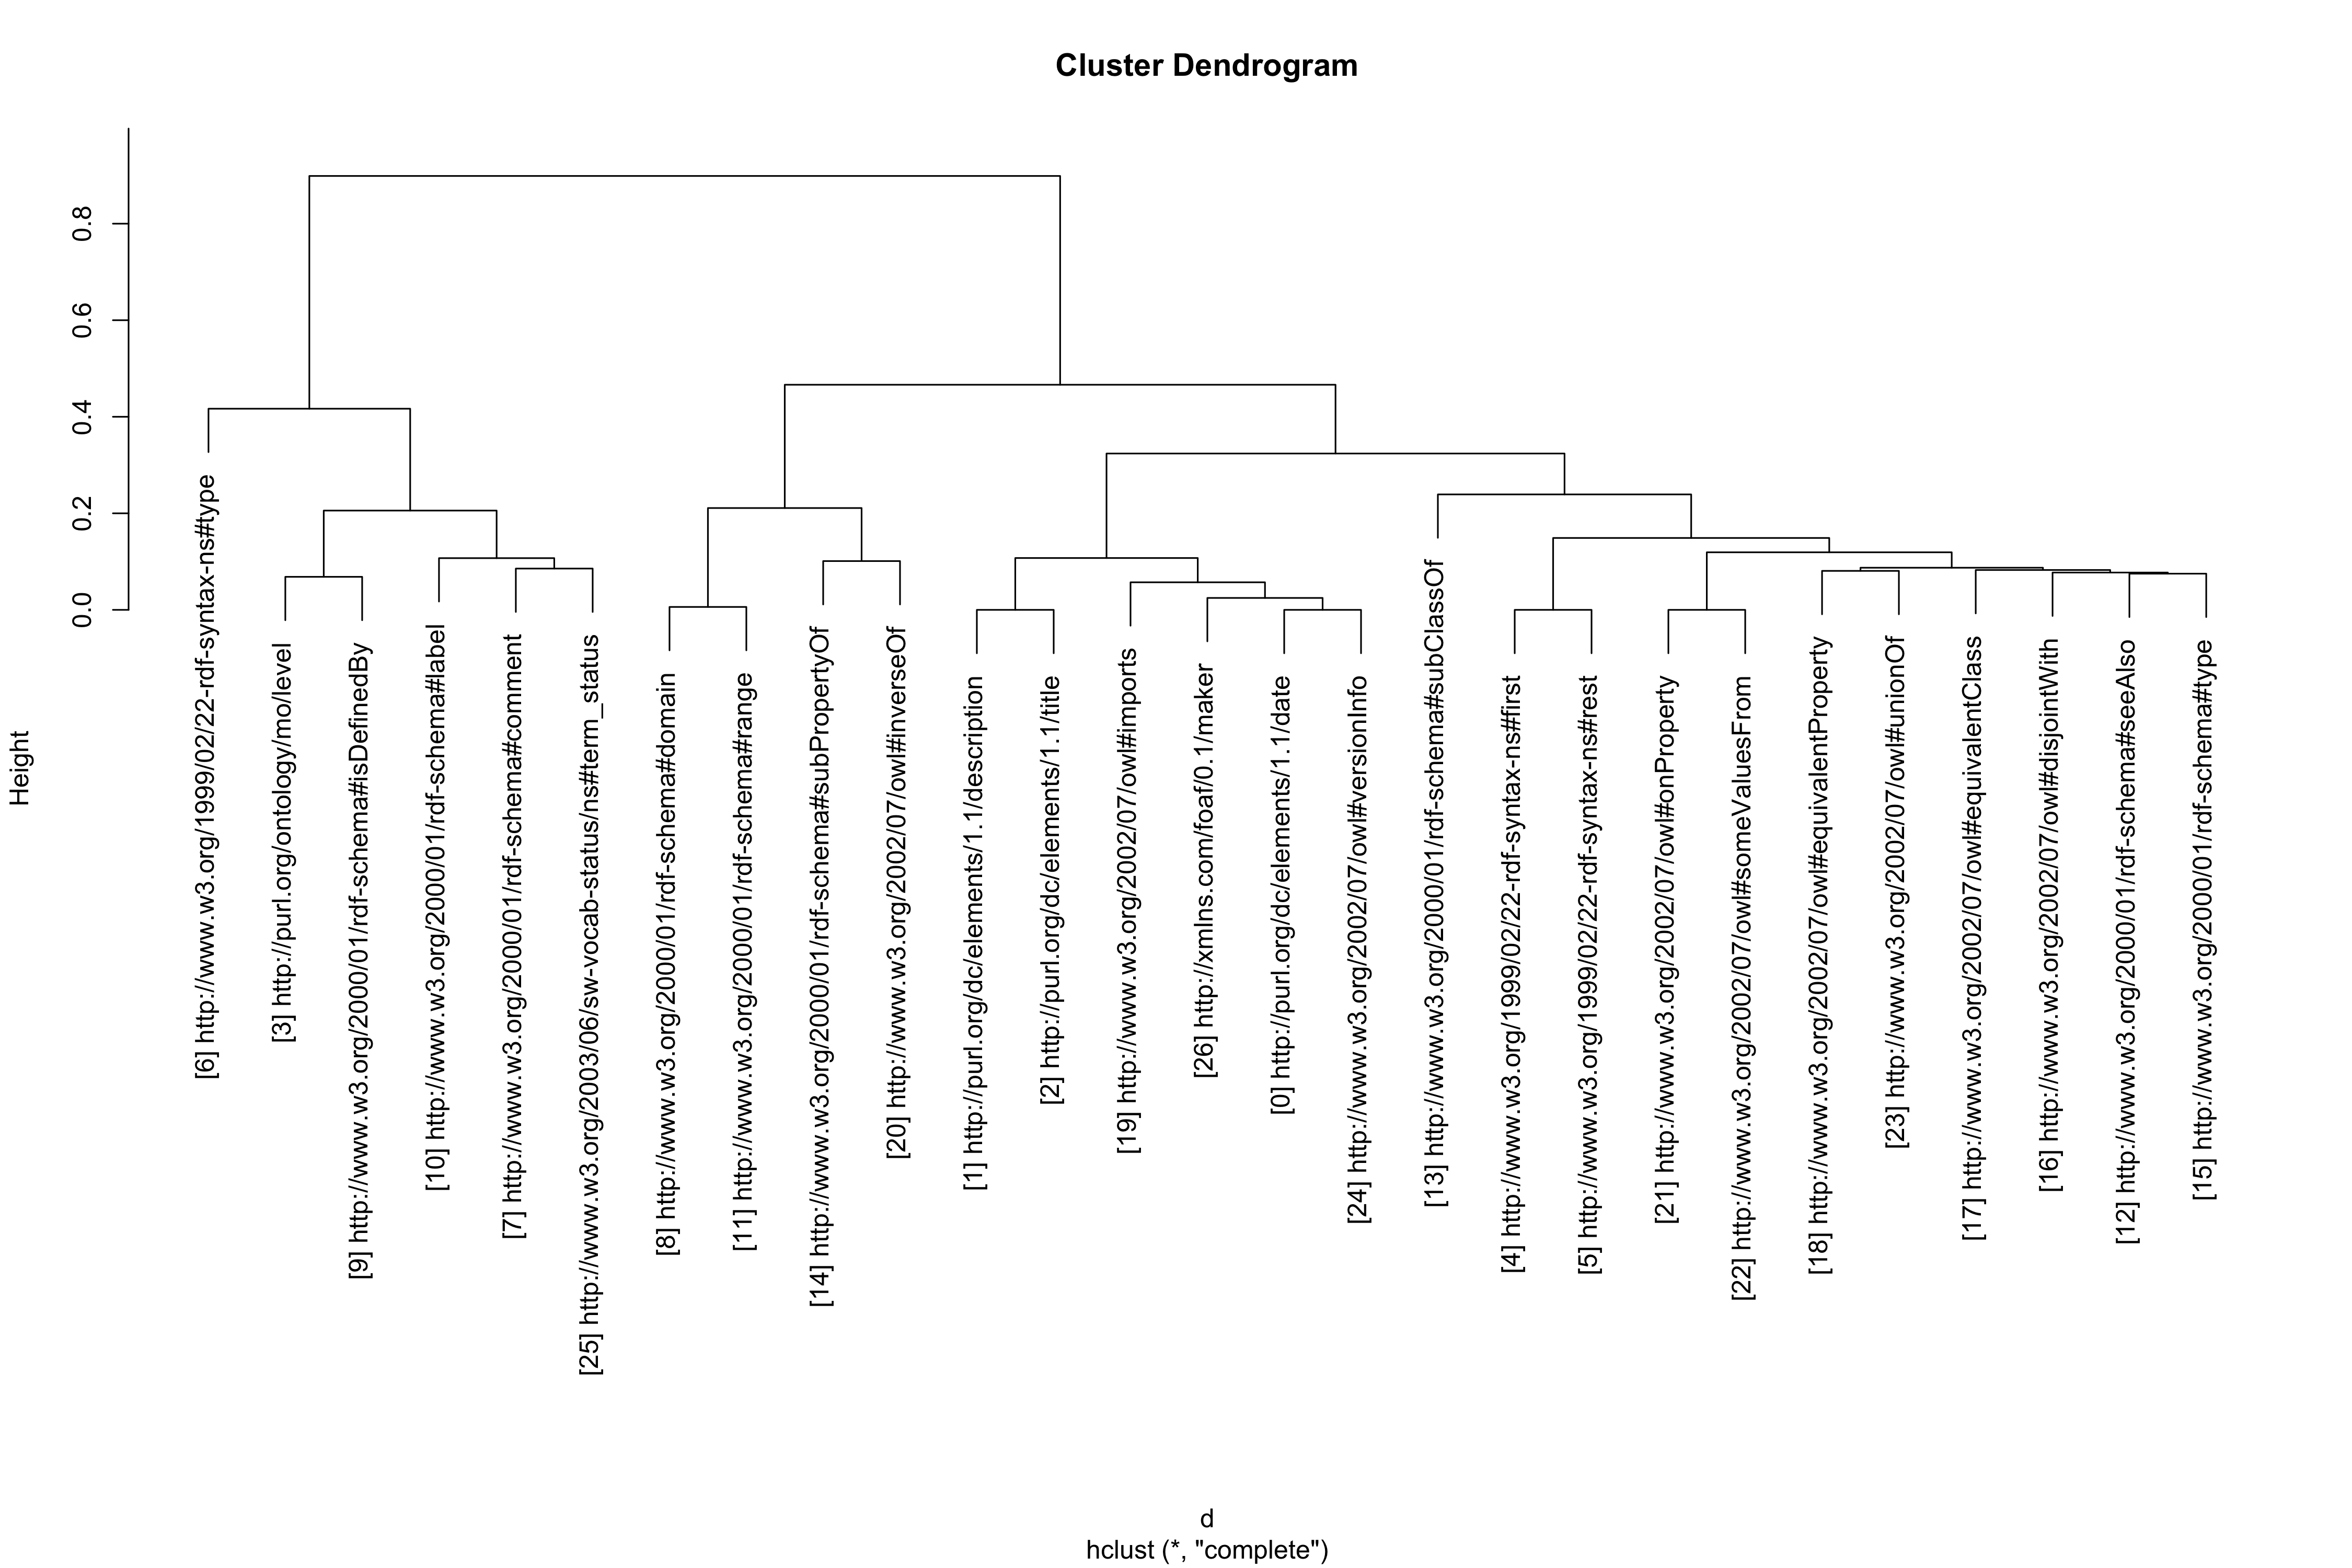 Cluster Dendrogram
Height
0.0
0.2
0.4
0.6
0.8
[6] http://www.w3.org/1999/02/22-rdf-syntax-ns#type
[3] http://purl.org/ontology/mo/level
[9] http://www.w3.org/2000/01/rdf-schema#isDefinedBy
[10] http://www.w3.org/2000/01/rdf-schema#label
[7] http://www.w3.org/2000/01/rdf-schema#comment
[25] http://www.w3.org/2003/06/sw-vocab-status/ns#term_status
[8] http://www.w3.org/2000/01/rdf-schema#domain
[11] http://www.w3.org/2000/01/rdf-schema#range
[14] http://www.w3.org/2000/01/rdf-schema#subPropertyOf
[20] http://www.w3.org/2002/07/owl#inverseOf
[1] http://purl.org/dc/elements/1.1/description
[2] http://purl.org/dc/elements/1.1/title
[19] http://www.w3.org/2002/07/owl#imports
[26] http://xmlns.com/foaf/0.1/maker
[0] http://purl.org/dc/elements/1.1/date
[24] http://www.w3.org/2002/07/owl#versionInfo
[13] http://www.w3.org/2000/01/rdf-schema#subClassOf
[4] http://www.w3.org/1999/02/22-rdf-syntax-ns#first
[5] http://www.w3.org/1999/02/22-rdf-syntax-ns#rest
[21] http://www.w3.org/2002/07/owl#onProperty
[22] http://www.w3.org/2002/07/owl#someValuesFrom
[18] http://www.w3.org/2002/07/owl#equivalentProperty
[23] http://www.w3.org/2002/07/owl#unionOf
[17] http://www.w3.org/2002/07/owl#equivalentClass
[16] http://www.w3.org/2002/07/owl#disjointWith
[12] http://www.w3.org/2000/01/rdf-schema#seeAlso
[15] http://www.w3.org/2000/01/rdf-schema#type
d
hclust (*, "complete")